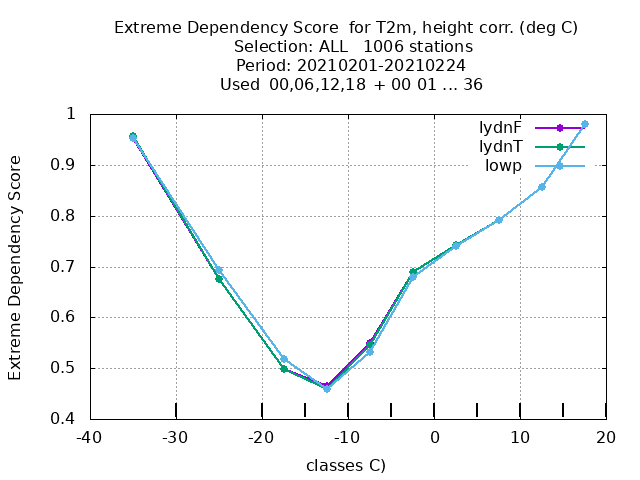 Extreme Dependency Score  for T2m, height corr. (deg C)
Selection: ALL   1006 stations
Period: 20210201-20210224
Used  00,06,12,18  + 00 01 ... 36
lydnF
lydnT
lowp
Extreme Dependency Score
1
0.9
0.8
0.7
0.6
0.5
0.4
-40
-30
-20
-10
0
10
20
classes C)